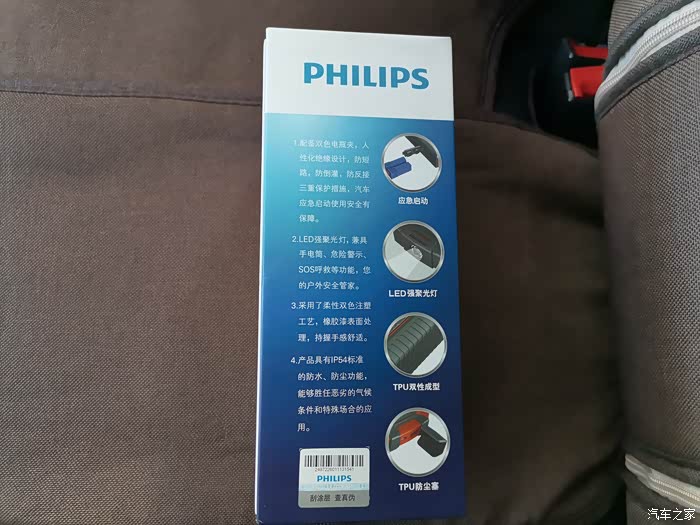 PHILIPS
1.配备双色电瓶夹，人
性化绝缘设计，防短
路，防倒灌，防反接
三重保护措施，汽车
应急启动使用安全有
保障。
应急启动
2.LED强聚光灯，兼具
手电筒、危险警示、
SOS呼救等功能，您
的户外安全管家。
LED强聚光灯
3.采用了柔性双色注塑
工艺，橡胶漆表面处
理，持握手感舒适。
TPU双性成型
4.产品具有IP54标准
的防水、防尘功能，
能够胜任恶劣的气候
条件和特殊场合的应
用。
TPU防尘塞
PHILIPS
刮涂层 查真伪
汽车之家